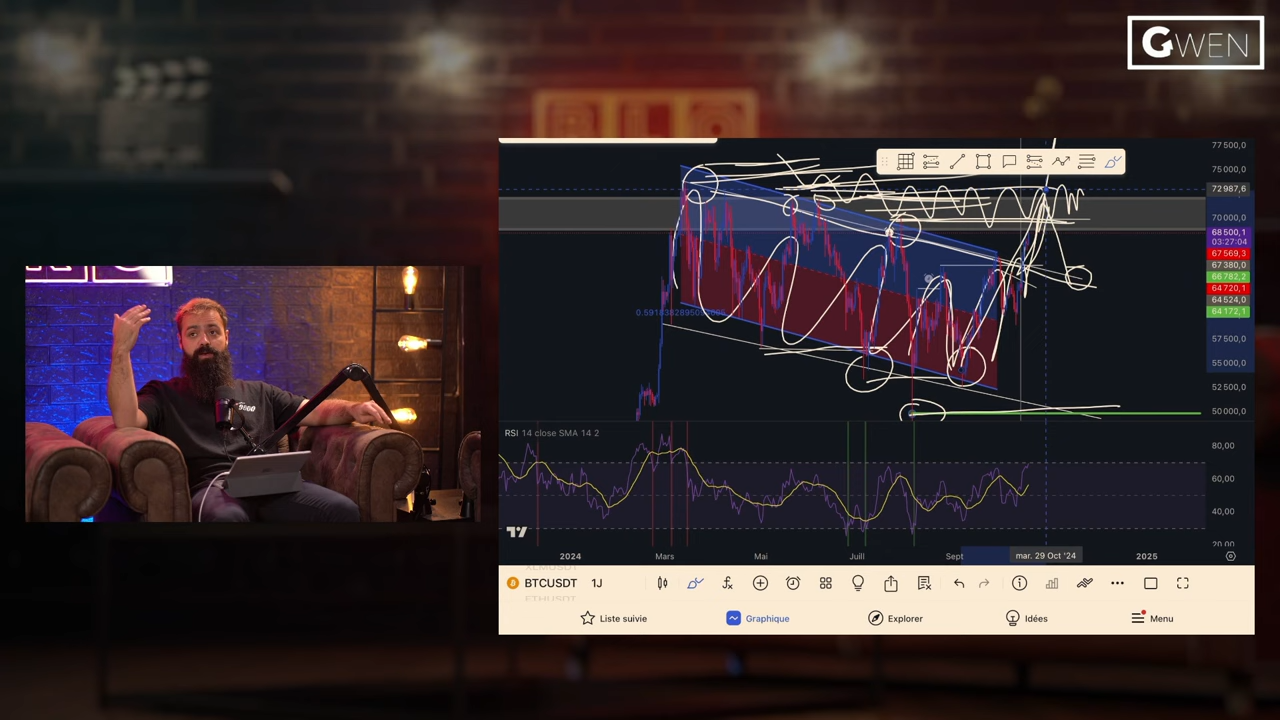 GWEN
BLO
77 500,0
75 000,0
72 987,6
70 000,0
68 500,1
03:27:04
67 569,3
67 380,0
66 782,2
64 720,1
64 524,0
64 172,1
57 500,0
55 000,0
52 500,0
50 000,0
RSI 14 close SMA 14 2
80,00
60,00
40,00
20,00
2024
Mars
Mai
Juill
Sept
mar. 29 Oct '24
2025
BTCUSDT
1J
ETHUSDT
Liste suivie
Graphique
Explorer
Idées
Menu